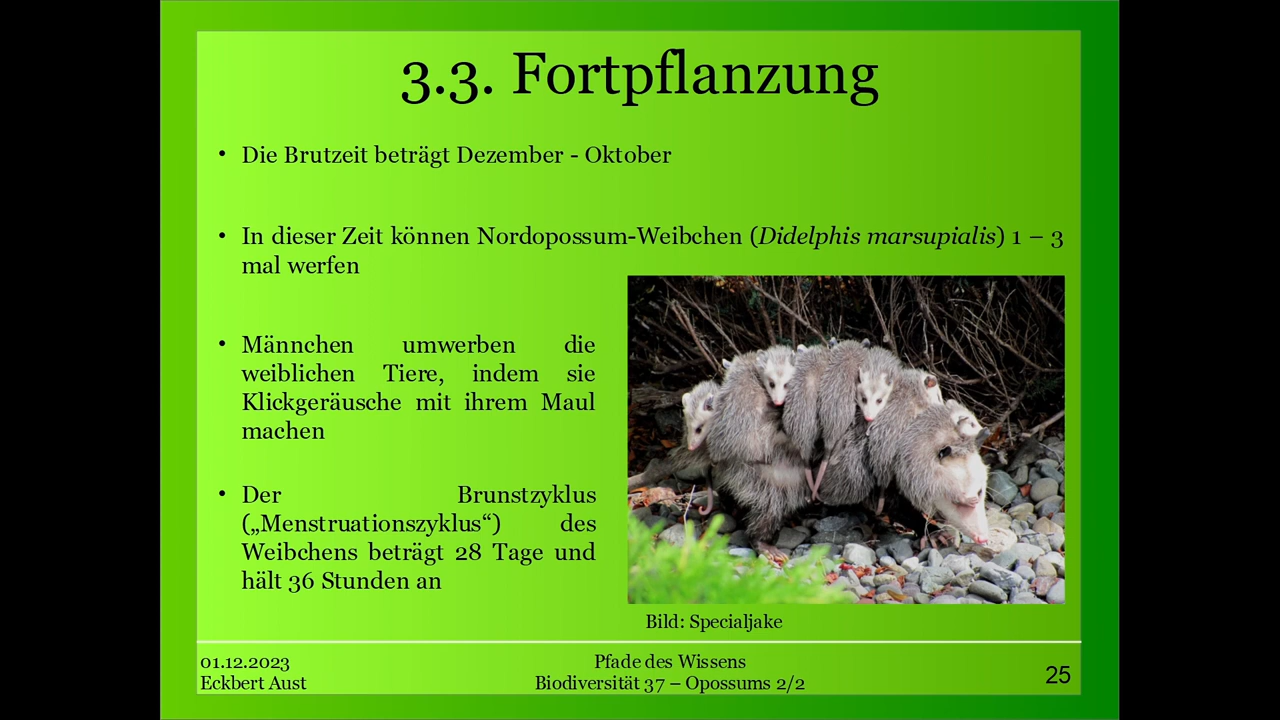 3.3. Fortpflanzung
• Die Brutzeit beträgt Dezember - Oktober
• In dieser Zeit können Nordopossum-Weibchen (Didelphis marsupialis) 1 – 3
mal werfen
• Männchen umwerben die
weiblichen Tiere, indem sie
Klickgeräusche mit ihrem Maul
machen
• Der Brunstzyklus
(„Menstruationszyklus“) des
Weibchens beträgt 28 Tage und
hält 36 Stunden an
Bild: Specialjake
01.12.2023
Eckbert Aust
Pfade des Wissens
Biodiversität 37 – Opossums 2/2
25